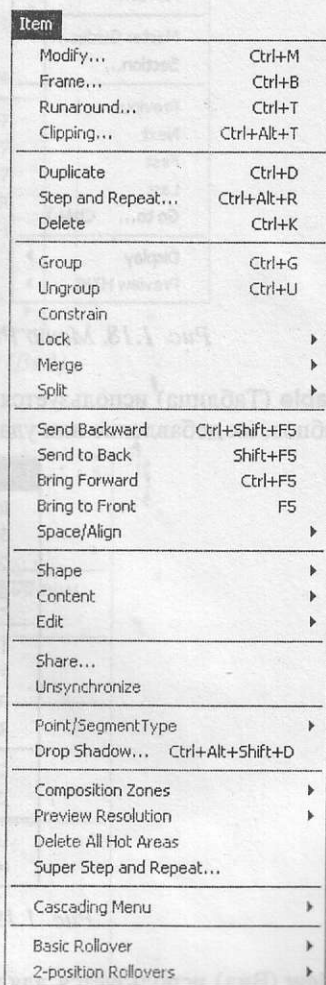 Item
Modify... Ctrl+M
Frame... Ctrl+B
Runaround... Ctrl+T
Clipping... Ctrl+Alt+T
Duplicate Ctrl+D
Step and Repeat... Ctrl+Alt+R
Delete Ctrl+K
Group Ctrl+G
Ungroup Ctrl+U
Constrain
Lock
Merge
Split
Send Backward Ctrl+Shift+F5
Send to Back Shift+F5
Bring Forward Ctrl+F5
Bring to Front F5
Space/Align
Shape
Content
Edit
Share...
Unsynchronize
Point/SegmentType
Drop Shadow... Ctrl+Alt+Shift+D
Composition Zones
Preview Resolution
Delete All Hot Areas
Super Step and Repeat...
Cascading Menu
Basic Rollover
2-position Rollovers